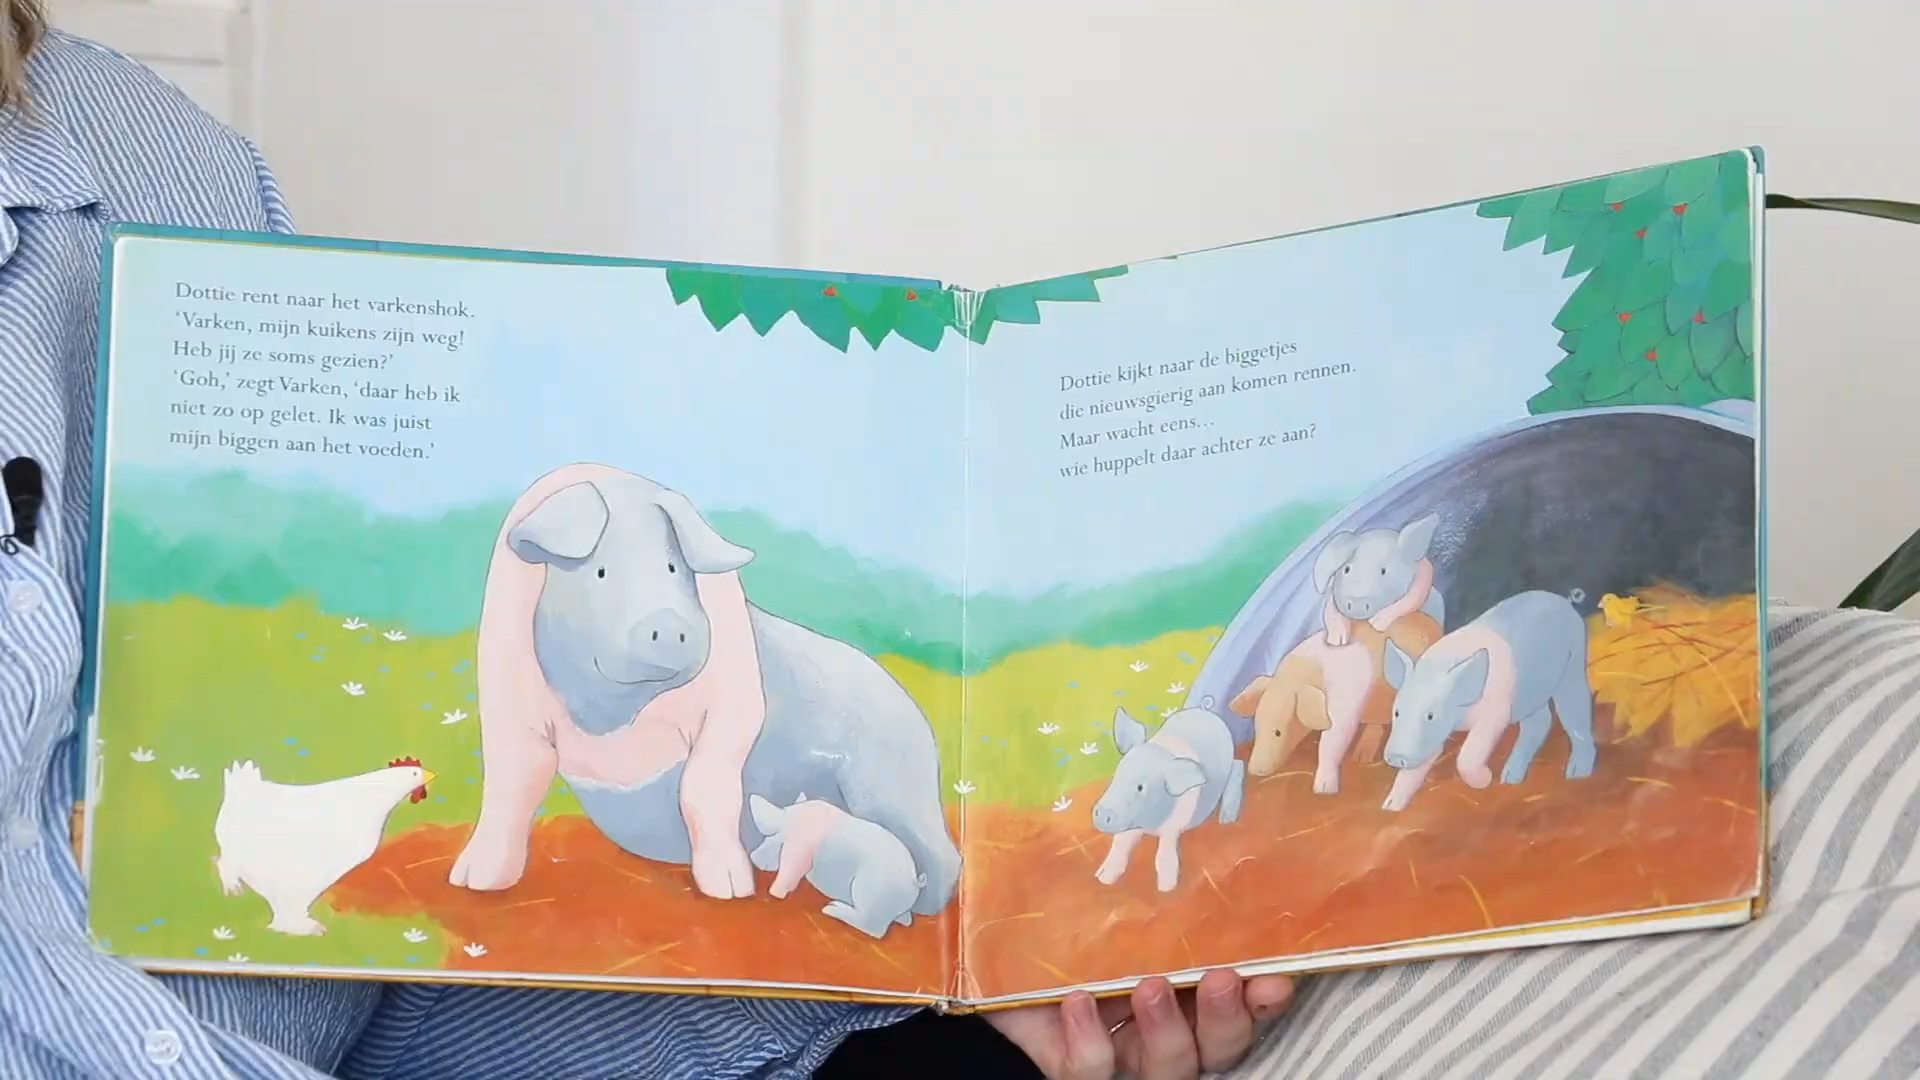 Dottie rent naar het varkenshok.
‘Varken, mijn kuikens zijn weg!
Heb jij ze soms gezien?’
‘Goh,’ zegt Varken, ‘daar heb ik
niet zo op gelet. Ik was juist
mijn biggen aan het voeden.’
Dottie kijkt naar de biggetjes
die nieuwsgierig aan komen rennen.
Maar wacht eens...
wie huppelt daar achter ze aan?